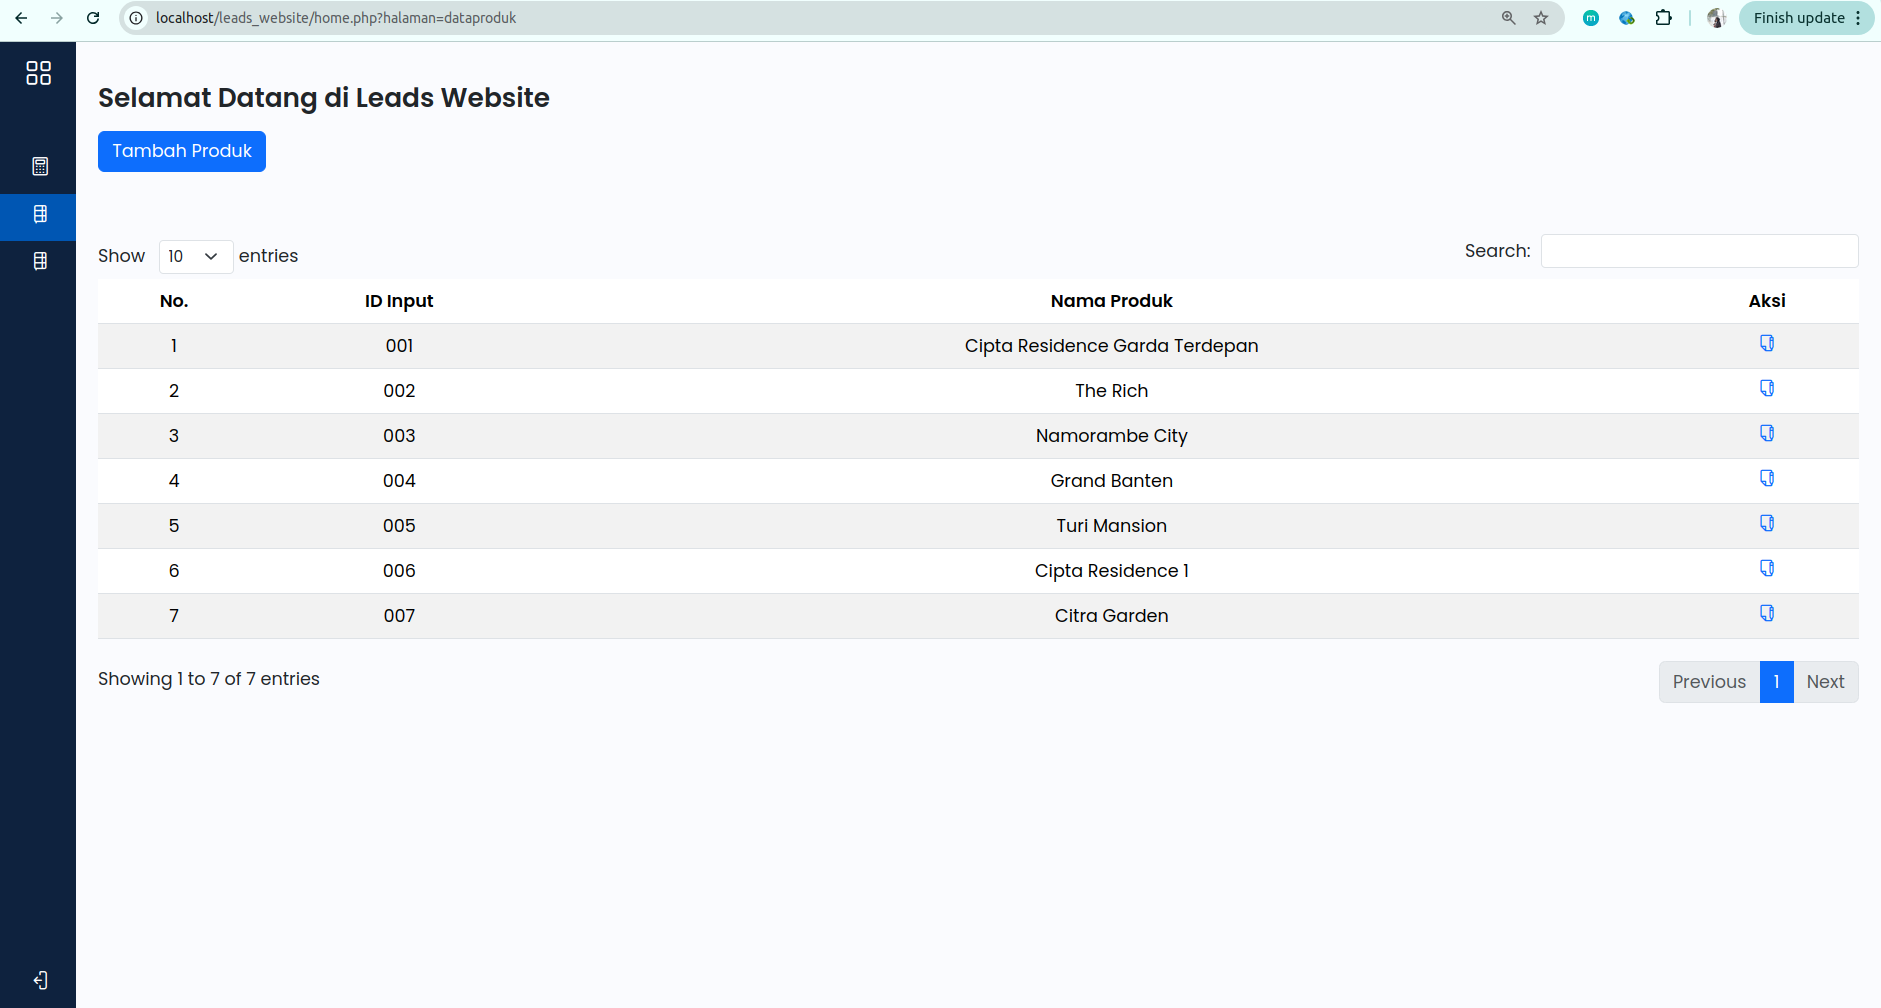 localhost/leads_website/home.php?halaman=dataproduk
m
Finish update
Selamat Datang di Leads Website
Tambah Produk
Show 10 entries
Search:
No. ID Input Nama Produk Aksi
1 001 Cipta Residence Garda Terdepan
2 002 The Rich
3 003 Namorambe City
4 004 Grand Banten
5 005 Turi Mansion
6 006 Cipta Residence 1
7 007 Citra Garden
Showing 1 to 7 of 7 entries
Previous 1 Next